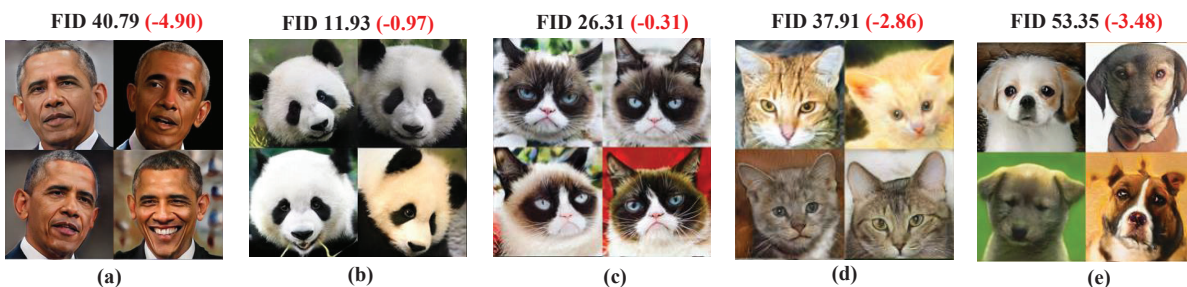 FID 40.79 (-4.90)
FID 11.93 (-0.97)
FID 26.31 (-0.31)
FID 37.91 (-2.86)
FID 53.35 (-3.48)
(a)
(b)
(c)
(d)
(e)